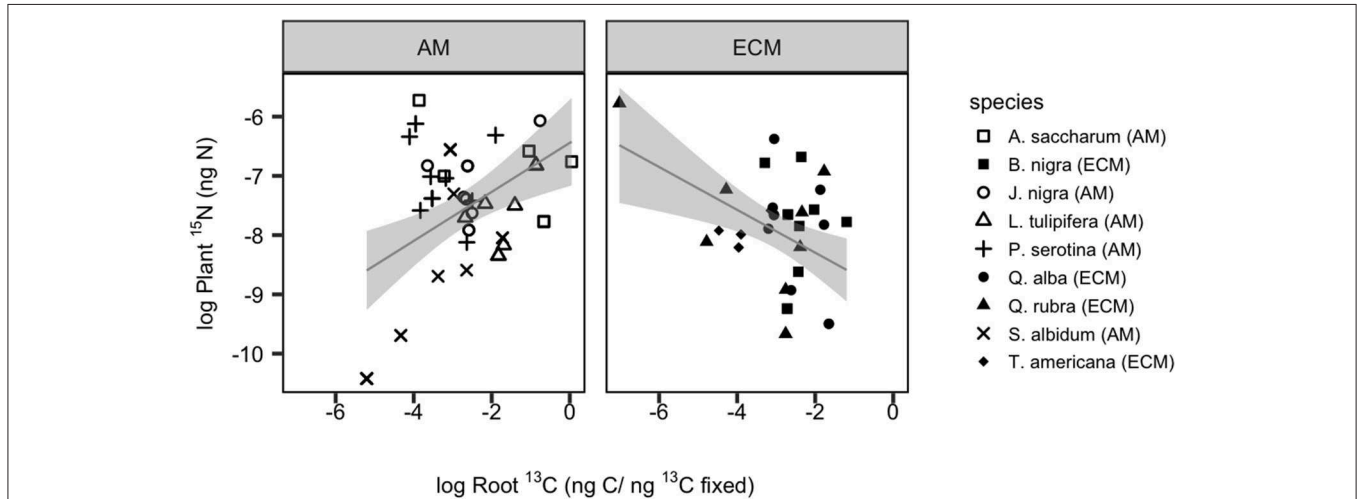 AM
ECM
-6
-7
-8
-9
-10
log Plant ¹⁵N (ng N)
-6 -4 -2 0
-6 -4 -2 0
log Root ¹³C (ng C/ ng ¹³C fixed)
species
A. saccharum (AM)
B. nigra (ECM)
J. nigra (AM)
L. tulipifera (AM)
P. serotina (AM)
Q. alba (ECM)
Q. rubra (ECM)
S. albidum (AM)
T. americana (ECM)